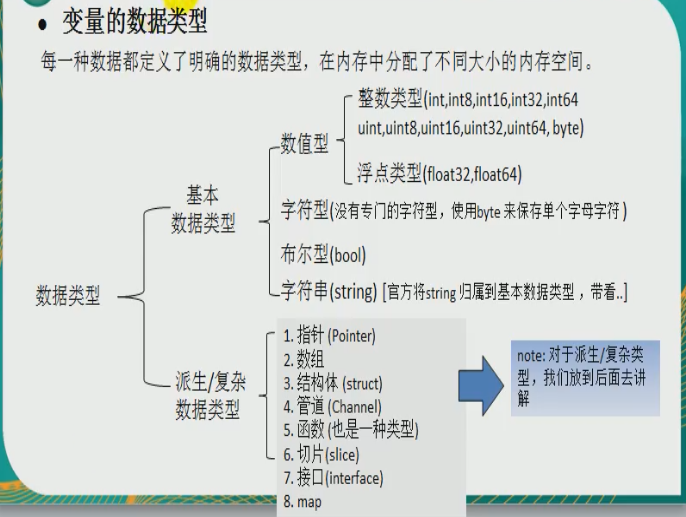 • 变量的数据类型
每一种数据都定义了明确的数据类型，在内存中分配了不同大小的内存空间。
整数类型(int,int8,int16,int32,int64
uint,uint8,uint16,uint32,uint64, byte)
数值型
浮点类型(float32,float64)
基本
数据类型
字符型(没有专门的字符型，使用byte 来保存单个字母字符 )
布尔型(bool)
字符串(string) [官方将string 归属到基本数据类型 ，带看..]
数据类型
派生/复杂
数据类型
1. 指针 (Pointer)
2. 数组
3. 结构体 (struct)
4. 管道 (Channel)
5. 函数 (也是一种类型)
6. 切片(slice)
7. 接口(interface)
8. map
note: 对于派生/复杂类
型，我们放到后面去讲
解